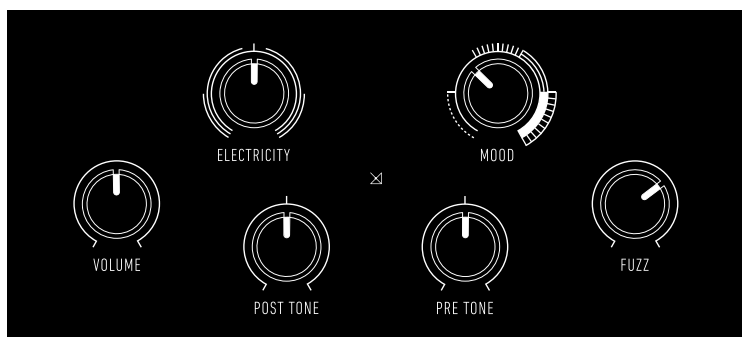 ELECTRICITY
MOOD
VOLUME
FUZZ
POST TONE
PRE TONE